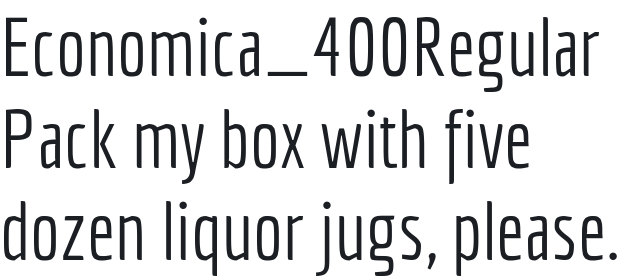 Economica_400Regular
Pack my box with five
dozen liquor jugs, please.